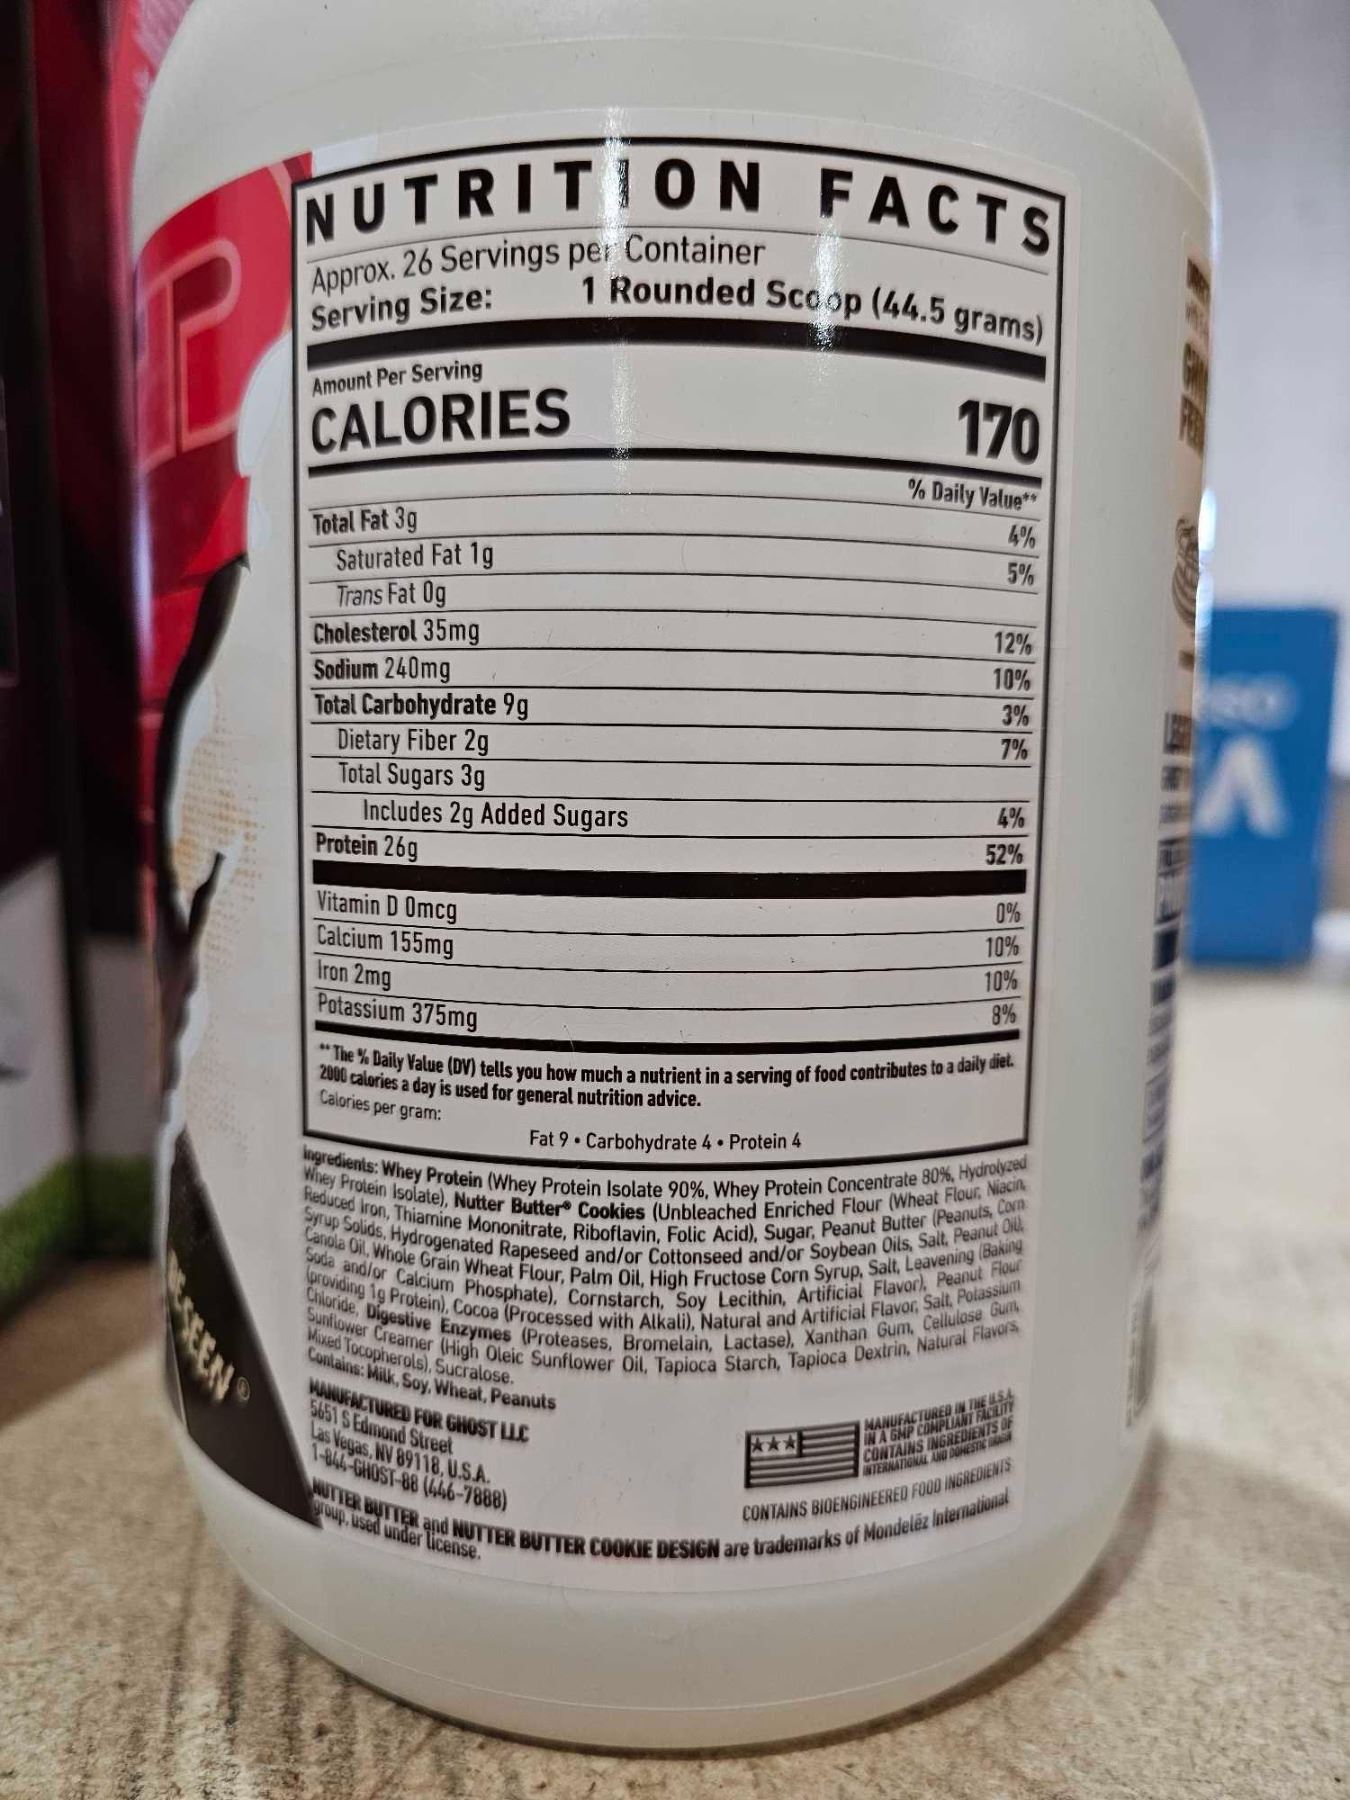 NUTRITION FACTS
Approx. 26 Servings per Container
Serving Size: 1 Rounded Scoop (44.5 grams)
Amount Per Serving
CALORIES 170
% Daily Value**
Total Fat 3g 4%
Saturated Fat 1g 5%
Trans Fat 0g
Cholesterol 35mg 12%
Sodium 240mg 10%
Total Carbohydrate 9g 3%
Dietary Fiber 2g 7%
Total Sugars 3g
Includes 2g Added Sugars 4%
Protein 26g 52%
Vitamin D 0mcg 0%
Calcium 155mg 10%
Iron 2mg 10%
Potassium 375mg 8%
** The % Daily Value (DV) tells you how much a nutrient in a serving of food contributes to a daily diet.
2000 calories a day is used for general nutrition advice.
Calories per gram:
Fat 9 • Carbohydrate 4 • Protein 4
Ingredients: Whey Protein (Whey Protein Isolate 90%, Whey Protein Concentrate 80%, Hydrolyzed
Whey Protein Isolate), Nutter Butter® Cookies (Unbleached Enriched Flour (Wheat Flour, Niacin,
Reduced Iron, Thiamine Mononitrate, Riboflavin, Folic Acid), Sugar, Peanut Butter (Peanuts, Corn
Syrup Solids, Hydrogenated Rapeseed and/or Cottonseed and/or Soybean Oils, Salt, Peanut Oil),
Canola Oil, Whole Grain Wheat Flour, Palm Oil, High Fructose Corn Syrup, Salt, Leavening (Baking
Soda and/or Calcium Phosphate), Cornstarch, Soy Lecithin, Artificial Flavor), Peanut Flour
(providing 1g Protein), Cocoa (Processed with Alkali), Natural and Artificial Flavor, Salt, Potassium
Chloride, Digestive Enzymes (Proteases, Bromelain, Lactase), Xanthan Gum, Cellulose Gum,
Sunflower Creamer (High Oleic Sunflower Oil, Tapioca Starch, Tapioca Dextrin, Natural Flavors,
Mixed Tocopherols), Sucralose.
Contains: Milk, Soy, Wheat, Peanuts
MANUFACTURED FOR GHOST LLC
5651 S Edmond Street
Las Vegas, NV 89118, U.S.A.
1-844-GHOST-88 (446-7888)
MANUFACTURED IN THE U.S.A.
IN A GMP COMPLIANT FACILITY
CONTAINS INGREDIENTS OF
INTERNATIONAL AND DOMESTIC ORIGIN
CONTAINS BIOENGINEERED FOOD INGREDIENTS
NUTTER BUTTER and NUTTER BUTTER COOKIE DESIGN are trademarks of Mondelēz International
group, used under license.
SEEN®